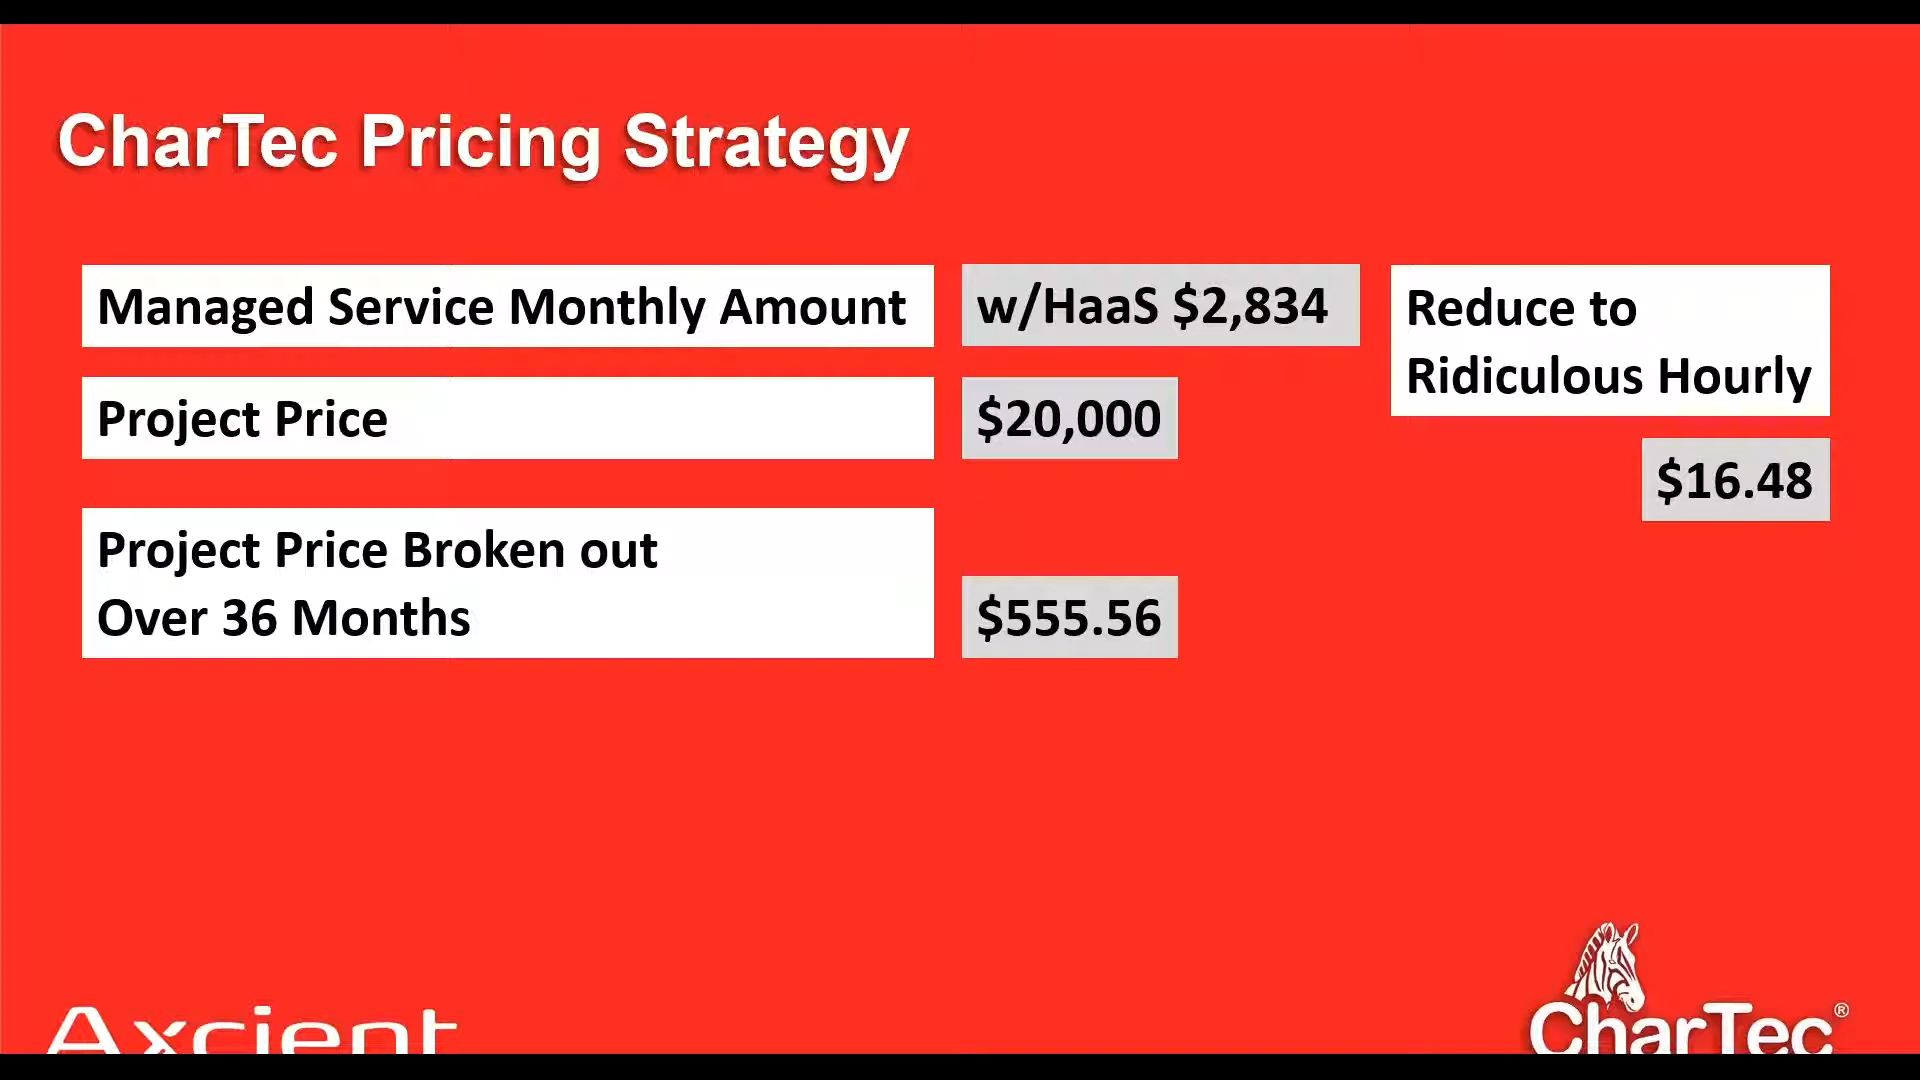 CharTec Pricing Strategy
Managed Service Monthly Amount
w/HaaS $2,834
Reduce to
Ridiculous Hourly
$16.48
Project Price
$20,000
Project Price Broken out
Over 36 Months
$555.56
Axcient
CharTec®